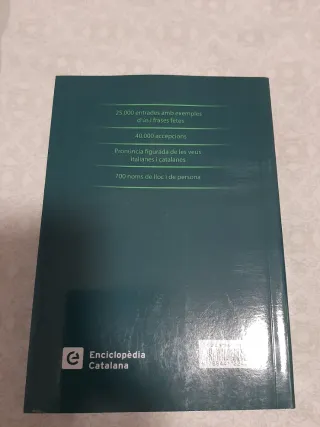 25.000 entrades amb exemples
d'ús i frases fetes
40.000 accepcions
Pronúncia figurada de les veus
italianes i catalanes
700 noms de lloc i de persona
Enciclopèdia
Catalana